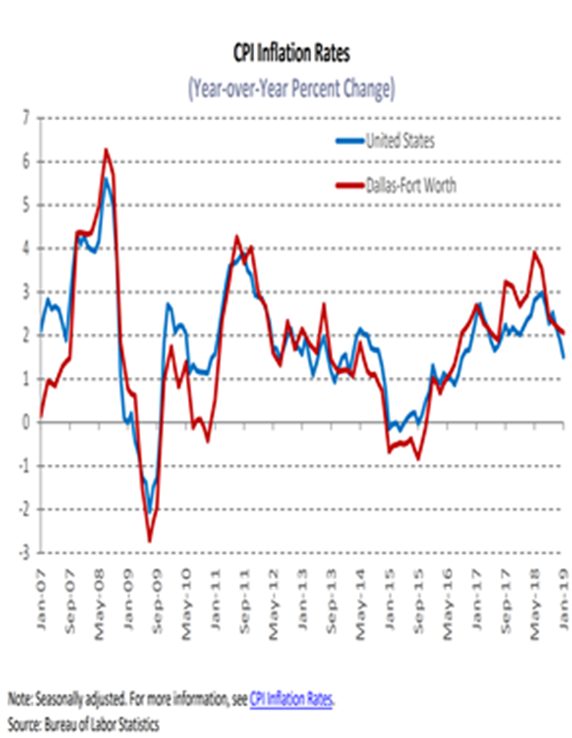 CPI Inflation Rates
(Year-over-Year Percent Change)
United States
Dallas-Fort Worth
7
6
5
4
3
2
1
0
-1
-2
-3
Jan-07
Sep-07
May-08
Jan-09
Sep-09
May-10
Jan-11
Sep-11
May-12
Jan-13
Sep-13
May-14
Jan-15
Sep-15
May-16
Jan-17
Sep-17
May-18
Jan-19
Note: Seasonally adjusted. For more information, see CPI Inflation Rates.
Source: Bureau of Labor Statistics